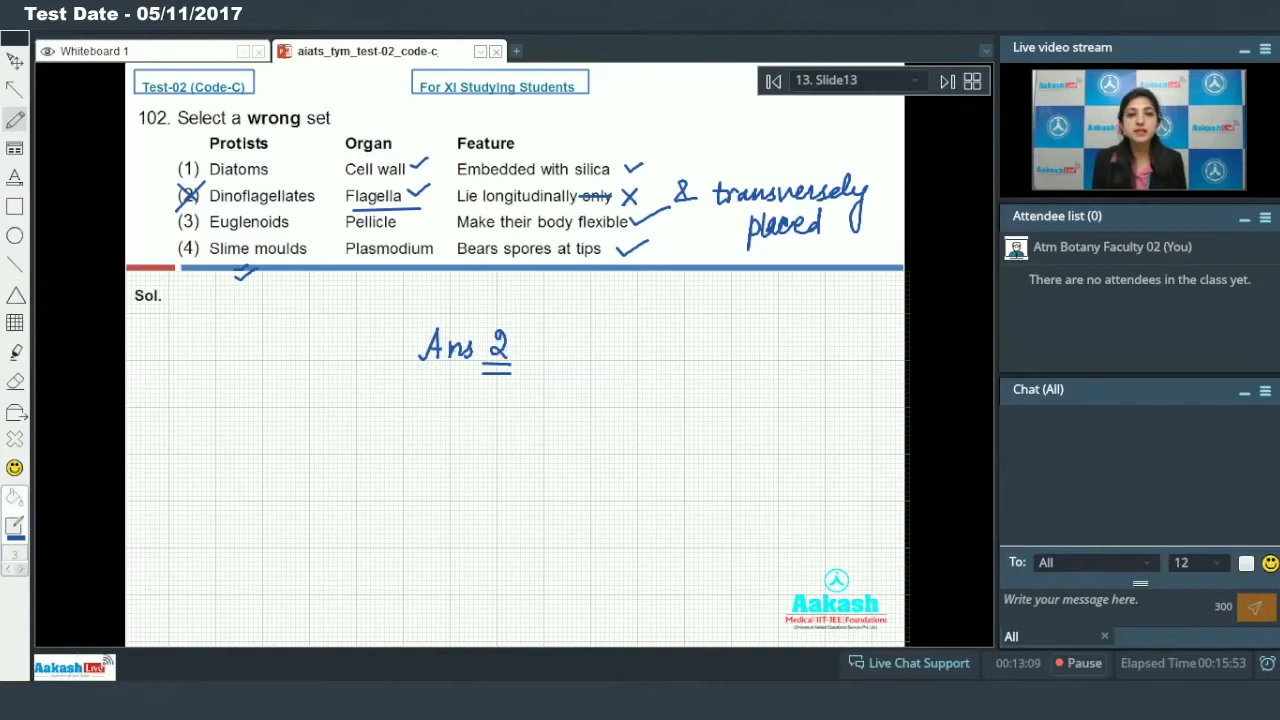 Test Date - 05/11/2017
Whiteboard 1
aiats_tym_test-02_code-c
Live video stream
Test-02 (Code-C)
For XI Studying Students
13. Slide13
102. Select a wrong set
Protists Organ Feature
(1) Diatoms Cell wall Embedded with silica
(2) Dinoflagellates Flagella Lie longitudinally only & transversely
placed
(3) Euglenoids Pellicle Make their body flexible
(4) Slime moulds Plasmodium Bears spores at tips
Sol.
Ans 2
Aakash
Medical|IIT-JEE|Foundations
Attendee list (0)
Atm Botany Faculty 02 (You)
There are no attendees in the class yet.
Chat (All)
To: All 12
Write your message here. 300
All
3
Aakash Live
Live Chat Support 00:13:09 Pause Elapsed Time 00:15:53